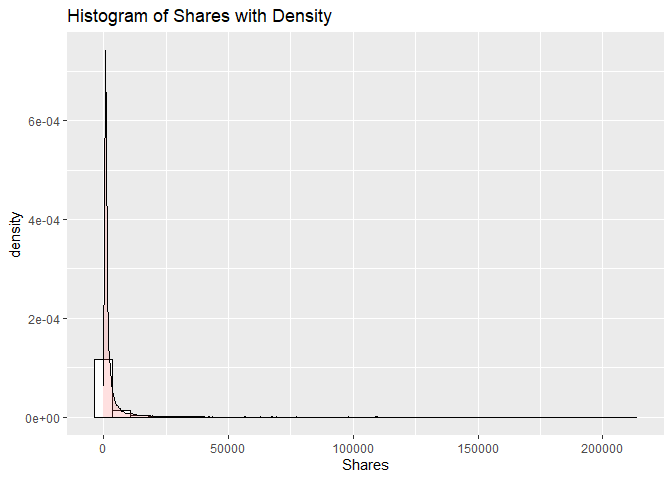 Histogram of Shares with Density
density
6e-04
4e-04
2e-04
0e+00
0 50000 100000 150000 200000
Shares